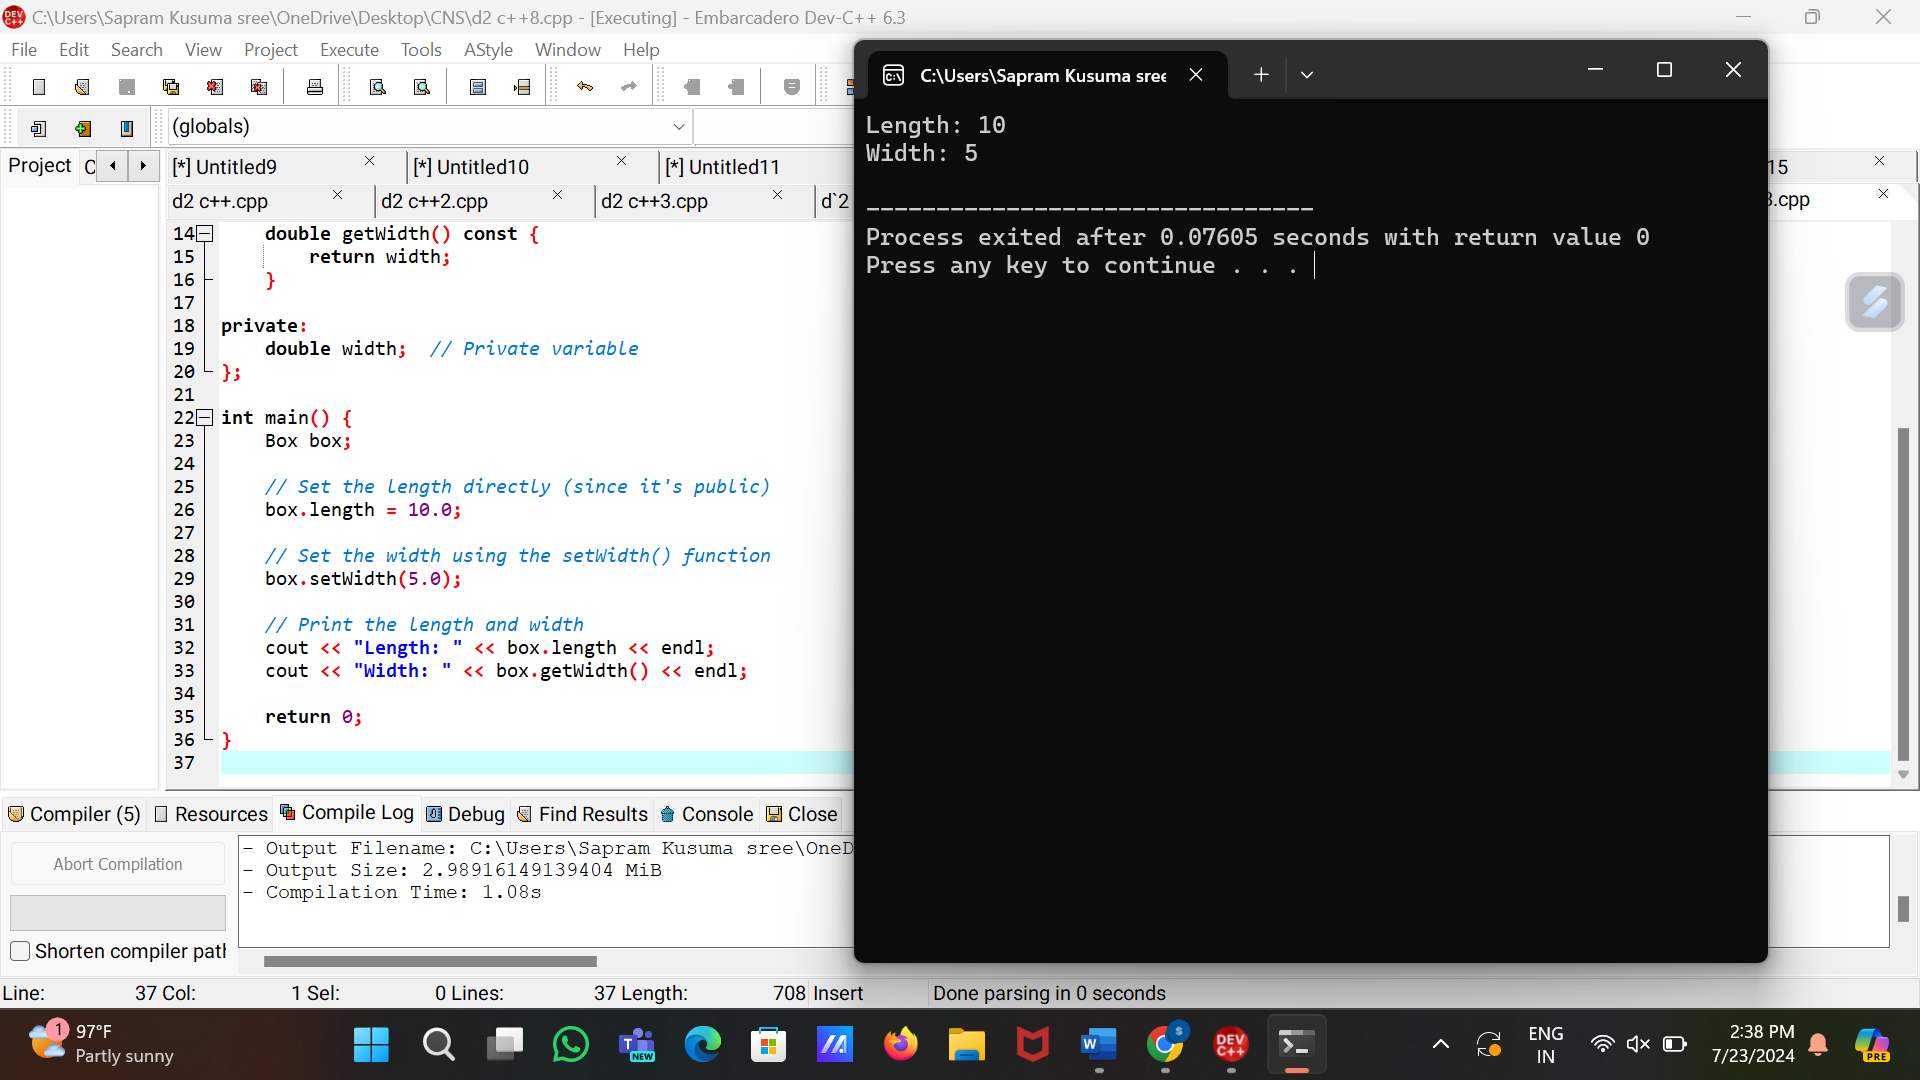 C:\Users\Sapram Kusuma sree\OneDrive\Desktop\CNS\d2 c++8.cpp - [Executing] - Embarcadero Dev-C++ 6.3
File Edit Search View Project Execute Tools AStyle Window Help
(globals)
Project
[*] Untitled9 [*] Untitled10 [*] Untitled11 15
d2 c++.cpp d2 c++2.cpp d2 c++3.cpp d`2 .cpp
14 double getWidth() const {
15 return width;
16 }
17
18 private:
19 double width; // Private variable
20 };
21
22 int main() {
23 Box box;
24
25 // Set the length directly (since it's public)
26 box.length = 10.0;
27
28 // Set the width using the setWidth() function
29 box.setWidth(5.0);
30
31 // Print the length and width
32 cout << "Length: " << box.length << endl;
33 cout << "Width: " << box.getWidth() << endl;
34
35 return 0;
36 }
37
C:\Users\Sapram Kusuma sree
Length: 10
Width: 5
--------------------------------
Process exited after 0.07605 seconds with return value 0
Press any key to continue . . .
Compiler (5) Resources Compile Log Debug Find Results Console Close
Abort Compilation
Shorten compiler path
- Output Filename: C:\Users\Sapram Kusuma sree\OneD
- Output Size: 2.98916149139404 MiB
- Compilation Time: 1.08s
Line: 37 Col: 1 Sel: 0 Lines: 37 Length: 708 Insert Done parsing in 0 seconds
1 97°F
Partly sunny
NEW
DEV C++
ENG
IN
2:38 PM
7/23/2024
PRE